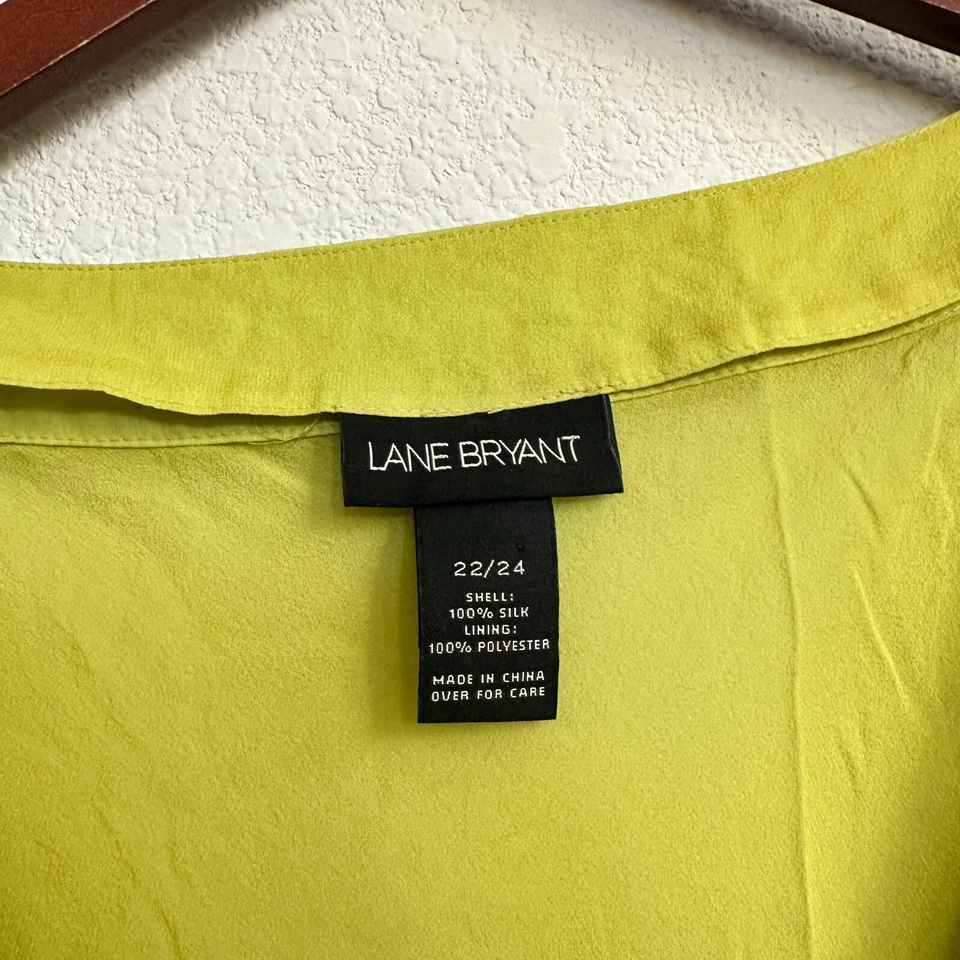 LANE BRYANT
22/24
SHELL:
100% SILK
LINING:
100% POLYESTER
MADE IN CHINA
OVER FOR CARE